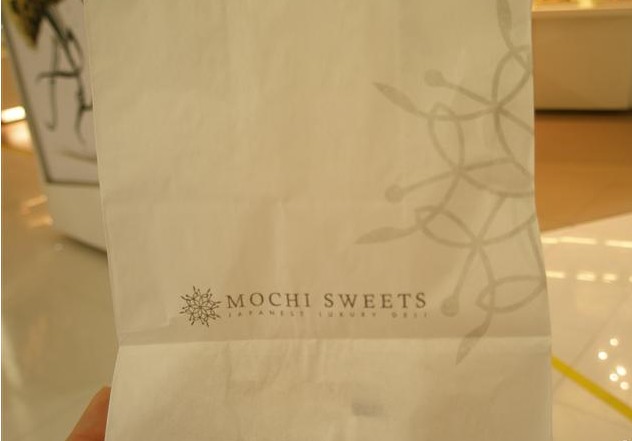 MOCHI SWEETS
JAPANESE LUXURY DELI